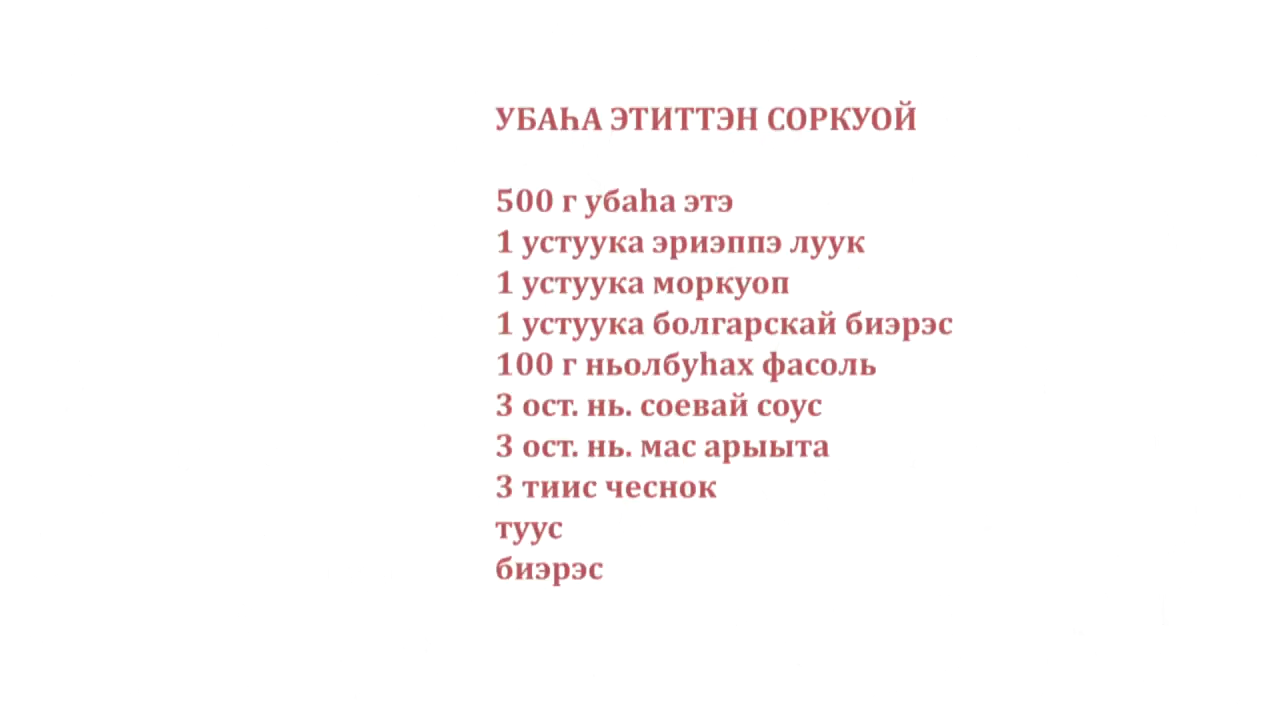 УБАҺА ЭТИТТЭН СОРКУОЙ
500 г убаһа этэ
1 устуука эриэппэ луук
1 устуука моркуоп
1 устуука болгарскай биэрэс
100 г ньолбуһах фасоль
3 ост. нь. соевай соус
3 ост. нь. мас арыыта
3 тиис чеснок
туус
биэрэс